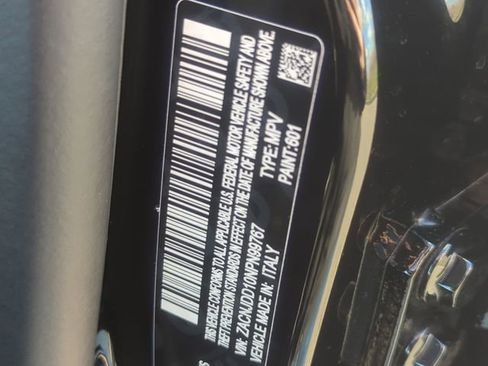 THIS VEHICLE CONFORMS TO ALL APPLICABLE U.S. FEDERAL MOTOR VEHICLE SAFETY AND
THEFT PREVENTION STANDARDS IN EFFECT ON THE DATE OF MANUFACTURE SHOWN ABOVE.
VIN: ZACNJDD10NPN99767 TYPE: MPV
VEHICLE MADE IN: ITALY PAINT: 601